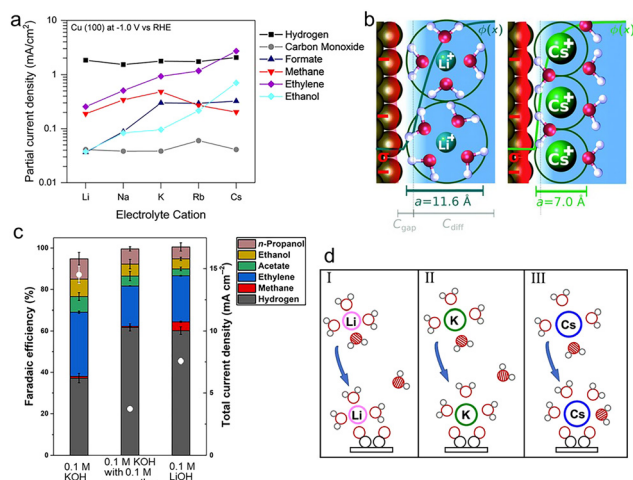 a
Cu (100) at -1.0 V vs RHE
Hydrogen
Carbon Monoxide
Formate
Methane
Ethylene
Ethanol
Partial current density (mA/cm²)
10
1
0.1
0.01
Li
Na
K
Rb
Cs
Electrolyte Cation
b
ϕ(x)
Li⁺
Li⁺
a=11.6 Å
C_gap
C_diff
ϕ(x)
Cs⁺
Cs⁺
Cs⁺
a=7.0 Å
c
n-Propanol
Ethanol
Acetate
Ethylene
Methane
Hydrogen
Faradaic efficiency (%)
100
80
60
40
20
0
Total current density (mA cm⁻²)
15
10
5
0
0.1 M
KOH
0.1 M KOH
with 0.1 M
0.1 M
LiOH
d
I
Li
Li
II
K
K
III
Cs
Cs